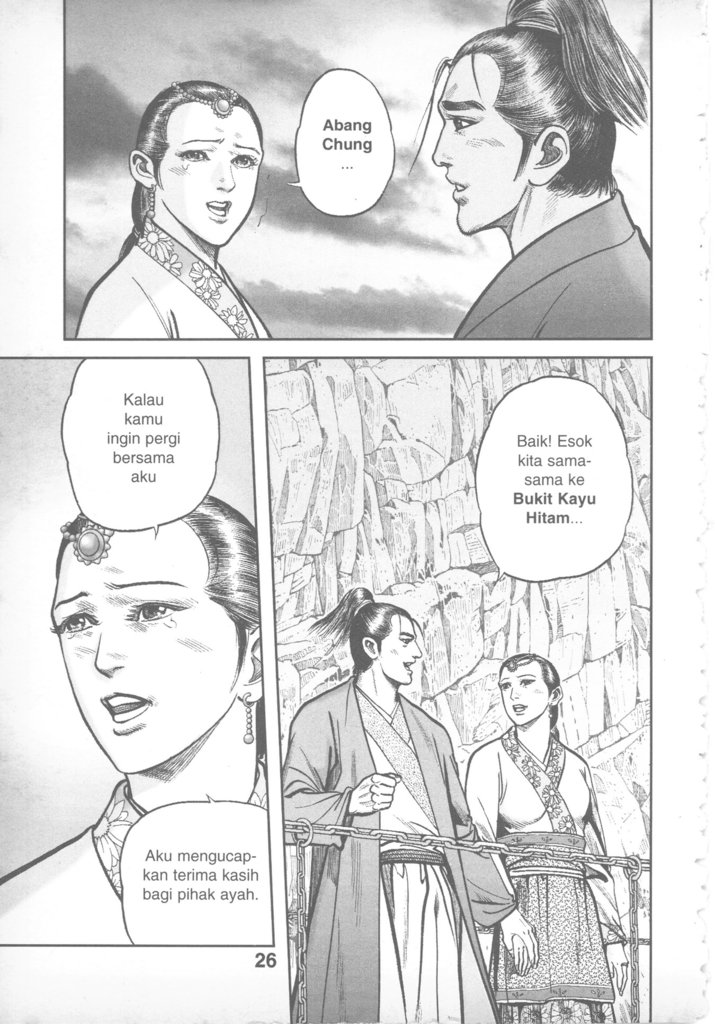 Abang
Chung
...
Kalau
kamu
ingin pergi
bersama
aku
Aku mengucap-
kan terima kasih
bagi pihak ayah.
Baik! Esok
kita sama-
sama ke
Bukit Kayu
Hitam...
26